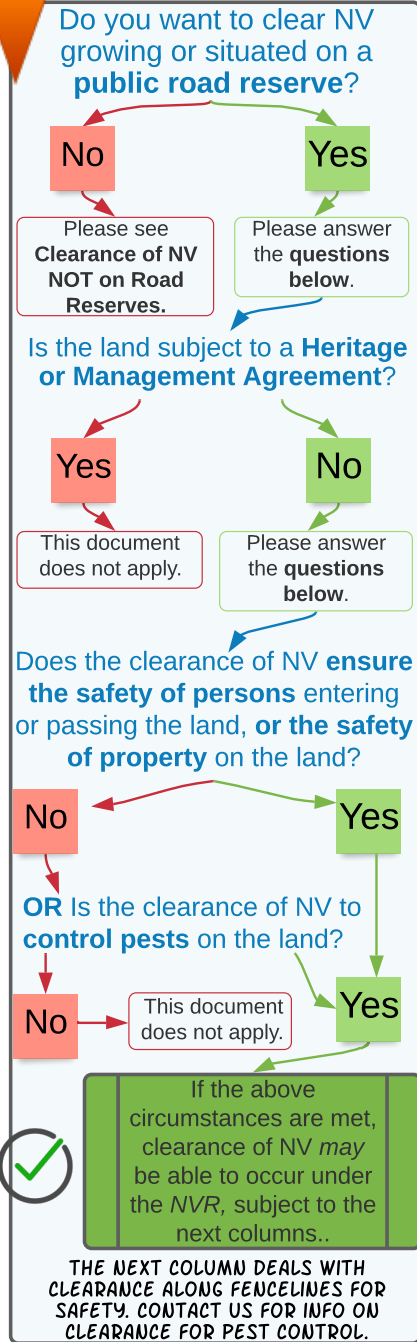 Do you want to clear NV
growing or situated on a
public road reserve?
No
Yes
Please see
Clearance of NV
NOT on Road
Reserves.
Please answer
the questions
below.
Is the land subject to a Heritage
or Management Agreement?
Yes
No
This document
does not apply.
Please answer
the questions
below.
Does the clearance of NV ensure
the safety of persons entering
or passing the land, or the safety
of property on the land?
No
Yes
OR Is the clearance of NV to
control pests on the land?
No
This document
does not apply.
Yes
If the above
circumstances are met,
clearance of NV may
be able to occur under
the NVR, subject to the
next columns..
THE NEXT COLUMN DEALS WITH
CLEARANCE ALONG FENCELINES FOR
SAFETY. CONTACT US FOR INFO ON
CLEARANCE FOR PEST CONTROL.